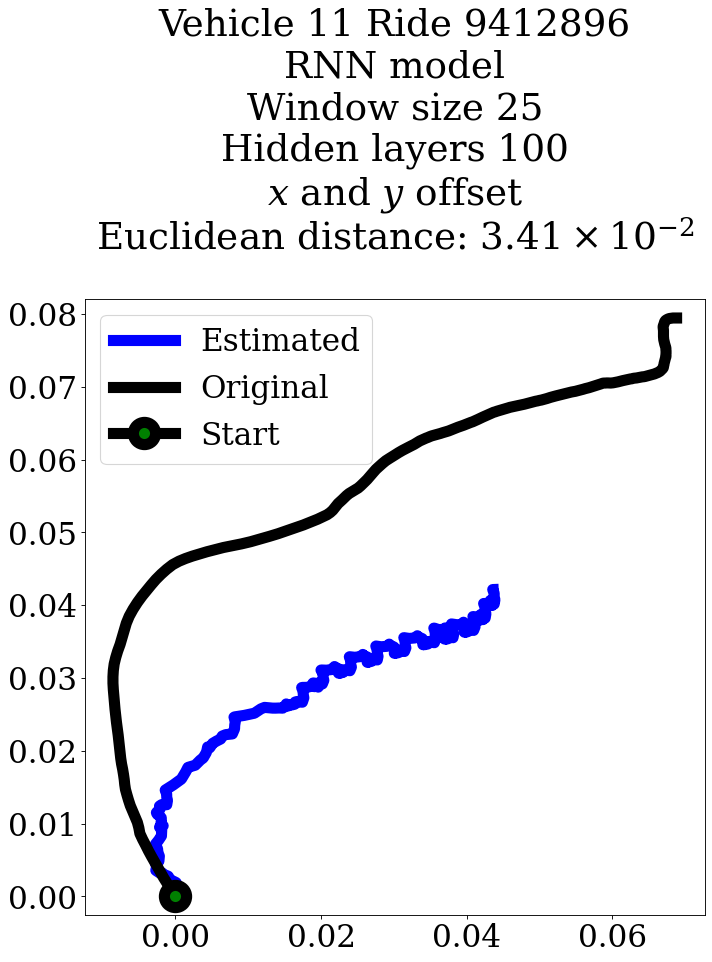 Vehicle 11 Ride 9412896
RNN model
Window size 25
Hidden layers 100
x and y offset
Euclidean distance: 3.41 × 10⁻²
0.08
0.07
0.06
0.05
0.04
0.03
0.02
0.01
0.00
Estimated
Original
Start
0.00 0.02 0.04 0.06